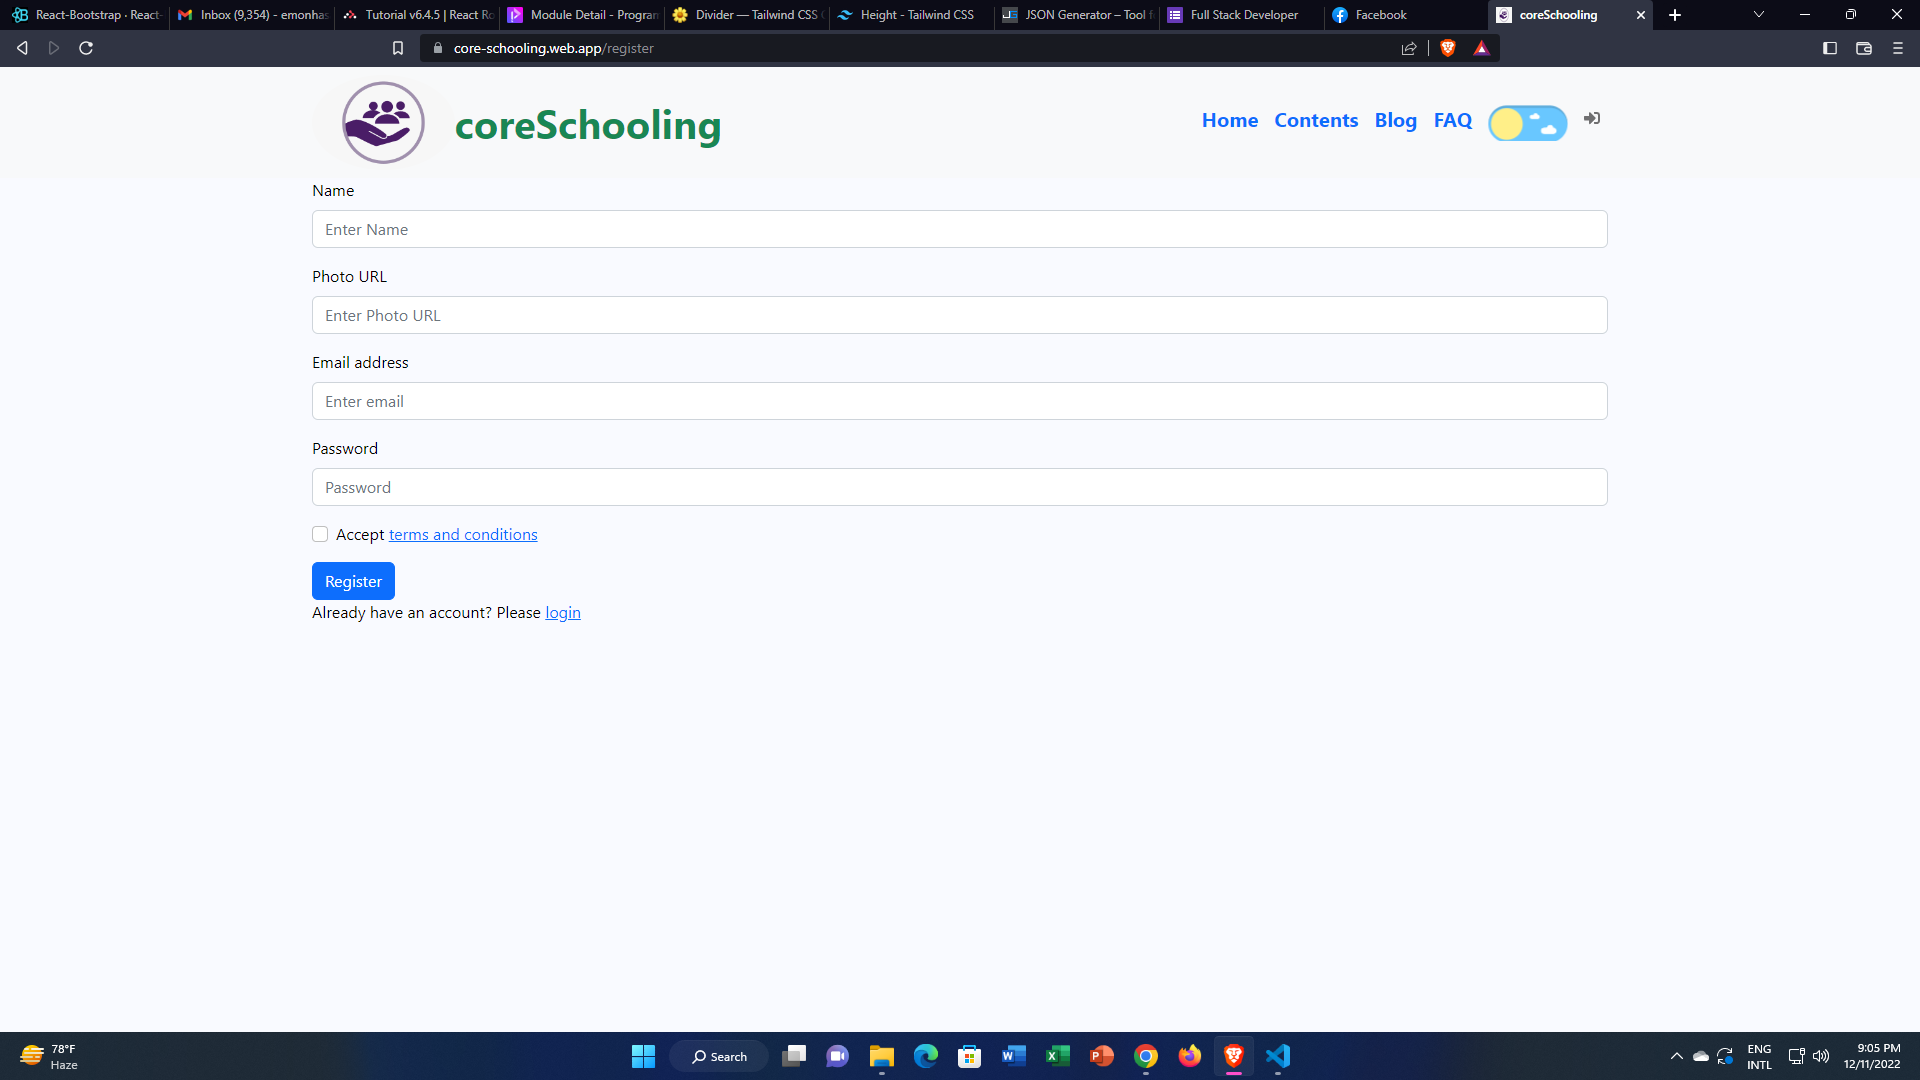 React-Bootstrap · React-
Inbox (9,354) - emonhas
Tutorial v6.4.5 | React Ro
Module Detail - Program
Divider — Tailwind CSS
Height - Tailwind CSS
JSON Generator – Tool f
Full Stack Developer
Facebook
coreSchooling
core-schooling.web.app/register
coreSchooling
Home
Contents
Blog
FAQ
Name
Enter Name
Photo URL
Enter Photo URL
Email address
Enter email
Password
Password
Accept terms and conditions
Register
Already have an account? Please login
78°F
Haze
Search
ENG
INTL
9:05 PM
12/11/2022